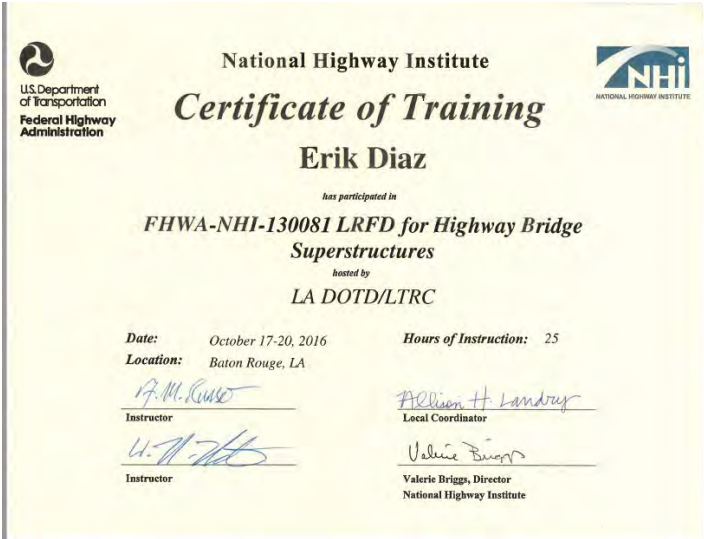 National Highway Institute
U.S. Department
of Transportation
Federal Highway
Administration
NHi
NATIONAL HIGHWAY INSTITUTE
Certificate of Training
Erik Diaz
has participated in
FHWA-NHI-130081 LRFD for Highway Bridge
Superstructures
hosted by
LA DOTD/LTRC
Date: October 17-20, 2016
Hours of Instruction: 25
Location: Baton Rouge, LA
Allison H. Landry
Instructor
Local Coordinator
Valerie Briggs
Instructor
Valerie Briggs, Director
National Highway Institute